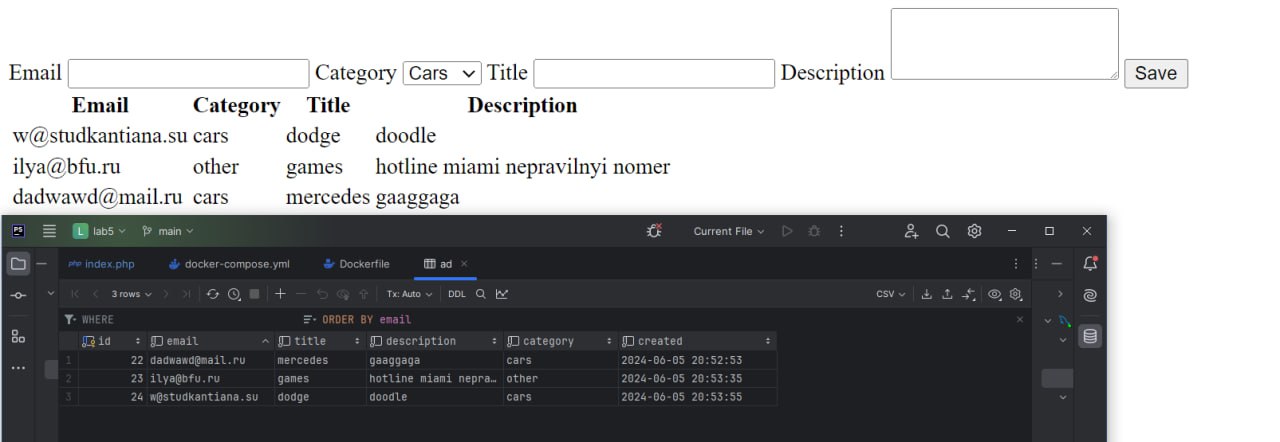 Email Category Cars Title Description Save
Email Category Title Description
w@studkantiana.su cars dodge doodle
ilya@bfu.ru other games hotline miami nepravilnyi nomer
dadwawd@mail.ru cars mercedes gaaggaga
PS L lab5 main Current File
php index.php docker-compose.yml Dockerfile ad
3 rows Tx: Auto DDL CSV
WHERE ORDER BY email
id email title description category created
1 22 dadwawd@mail.ru mercedes gaaggaga cars 2024-06-05 20:52:53
2 23 ilya@bfu.ru games hotline miami nepra… other 2024-06-05 20:53:35
3 24 w@studkantiana.su dodge doodle cars 2024-06-05 20:53:55